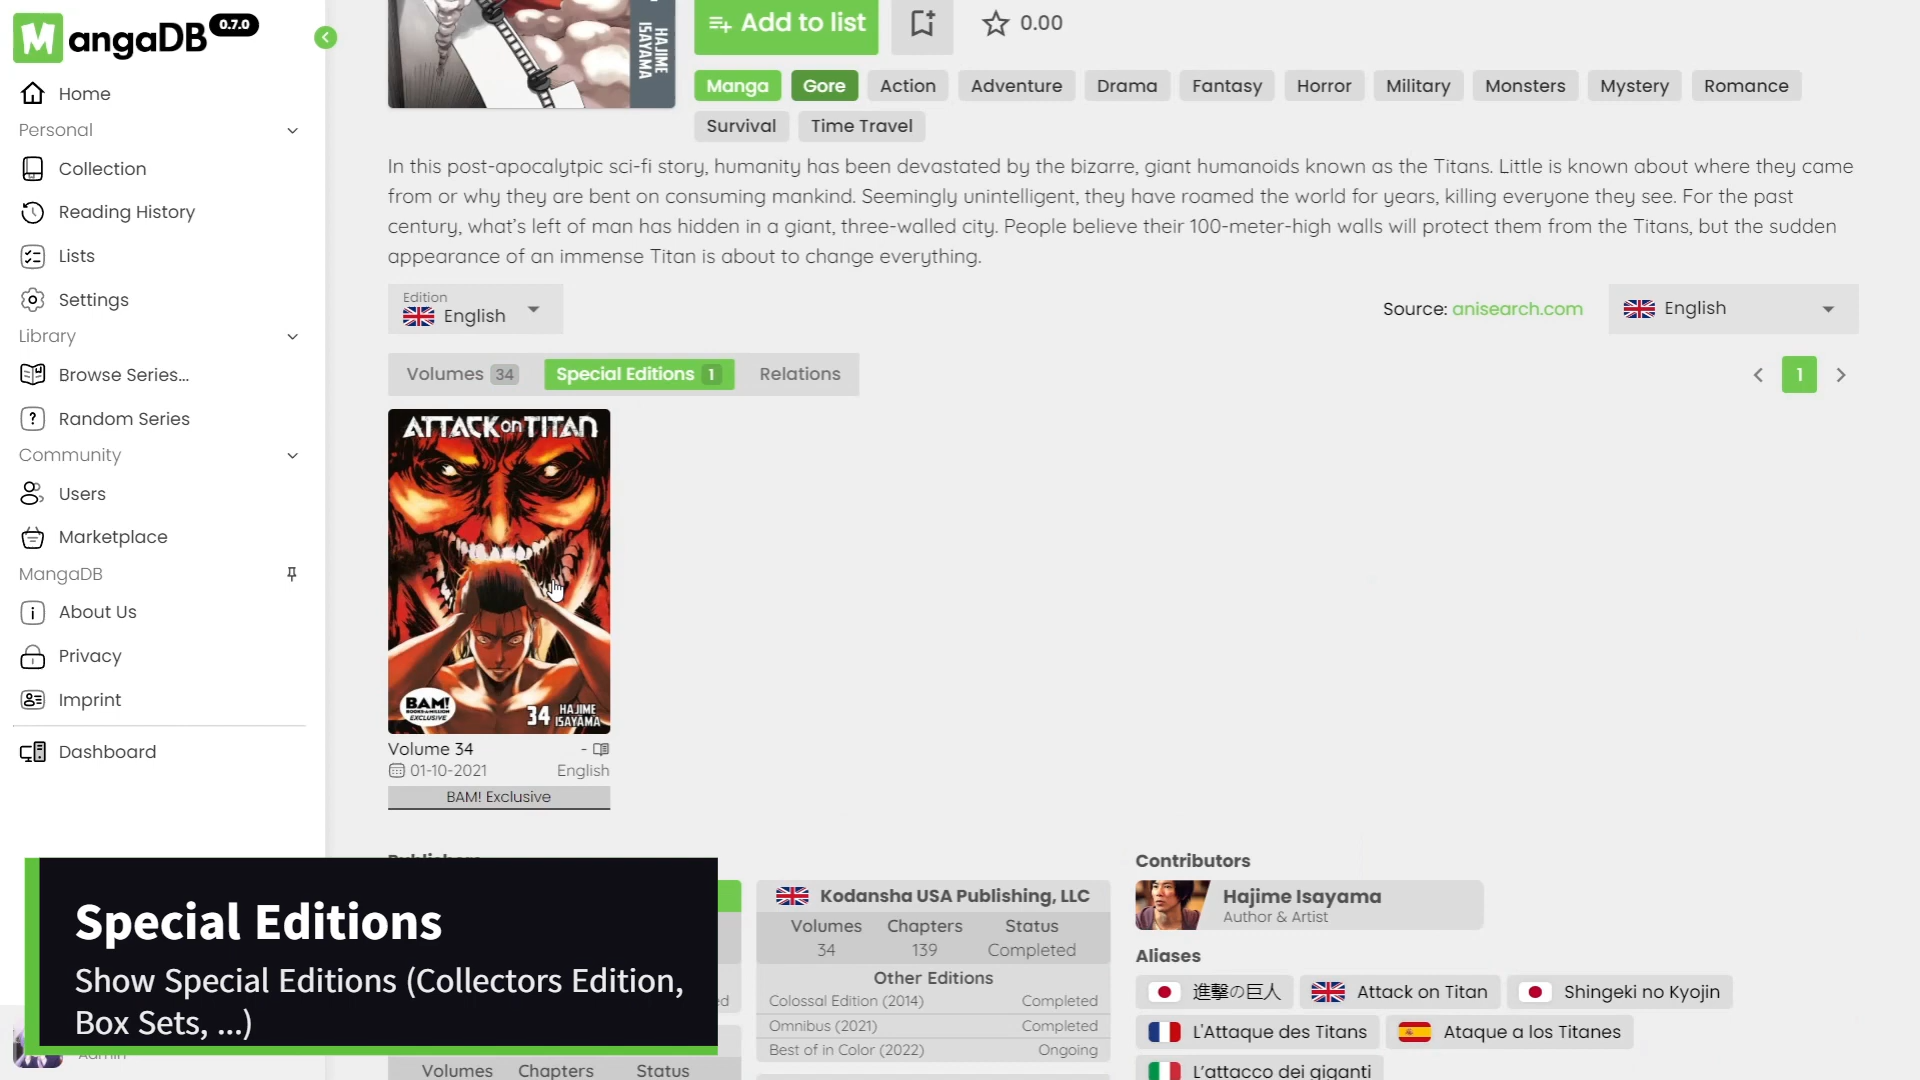 MangaDB 0.7.0
Home
Personal
Collection
Reading History
Lists
Settings
Library
Browse Series...
Random Series
Community
Users
Marketplace
MangaDB
About Us
Privacy
Imprint
Dashboard
HAJIME
ISAYAMA
Add to list
0.00
Manga Gore Action Adventure Drama Fantasy Horror Military Monsters Mystery Romance
Survival Time Travel
In this post-apocalytpic sci-fi story, humanity has been devastated by the bizarre, giant humanoids known as the Titans. Little is known about where they came
from or why they are bent on consuming mankind. Seemingly unintelligent, they have roamed the world for years, killing everyone they see. For the past
century, what's left of man has hidden in a giant, three-walled city. People believe their 100-meter-high walls will protect them from the Titans, but the sudden
appearance of an immense Titan is about to change everything.
Edition
English
Source: anisearch.com
English
Volumes 34 Special Editions 1 Relations
1
ATTACK on TITAN
BAM!
BOOKS-A-MILLION
EXCLUSIVE
34 HAJIME
ISAYAMA
Volume 34 -
01-10-2021 English
BAM! Exclusive
Special Editions
Show Special Editions (Collectors Edition,
Box Sets, ...)
Volumes Chapters Status
Kodansha USA Publishing, LLC
Volumes Chapters Status
34 139 Completed
Other Editions
Colossal Edition (2014) Completed
Omnibus (2021) Completed
Best of in Color (2022) Ongoing
Contributors
Hajime Isayama
Author & Artist
Aliases
進撃の巨人 Attack on Titan Shingeki no Kyojin
L'Attaque des Titans Ataque a los Titanes
L'attacco dei giganti